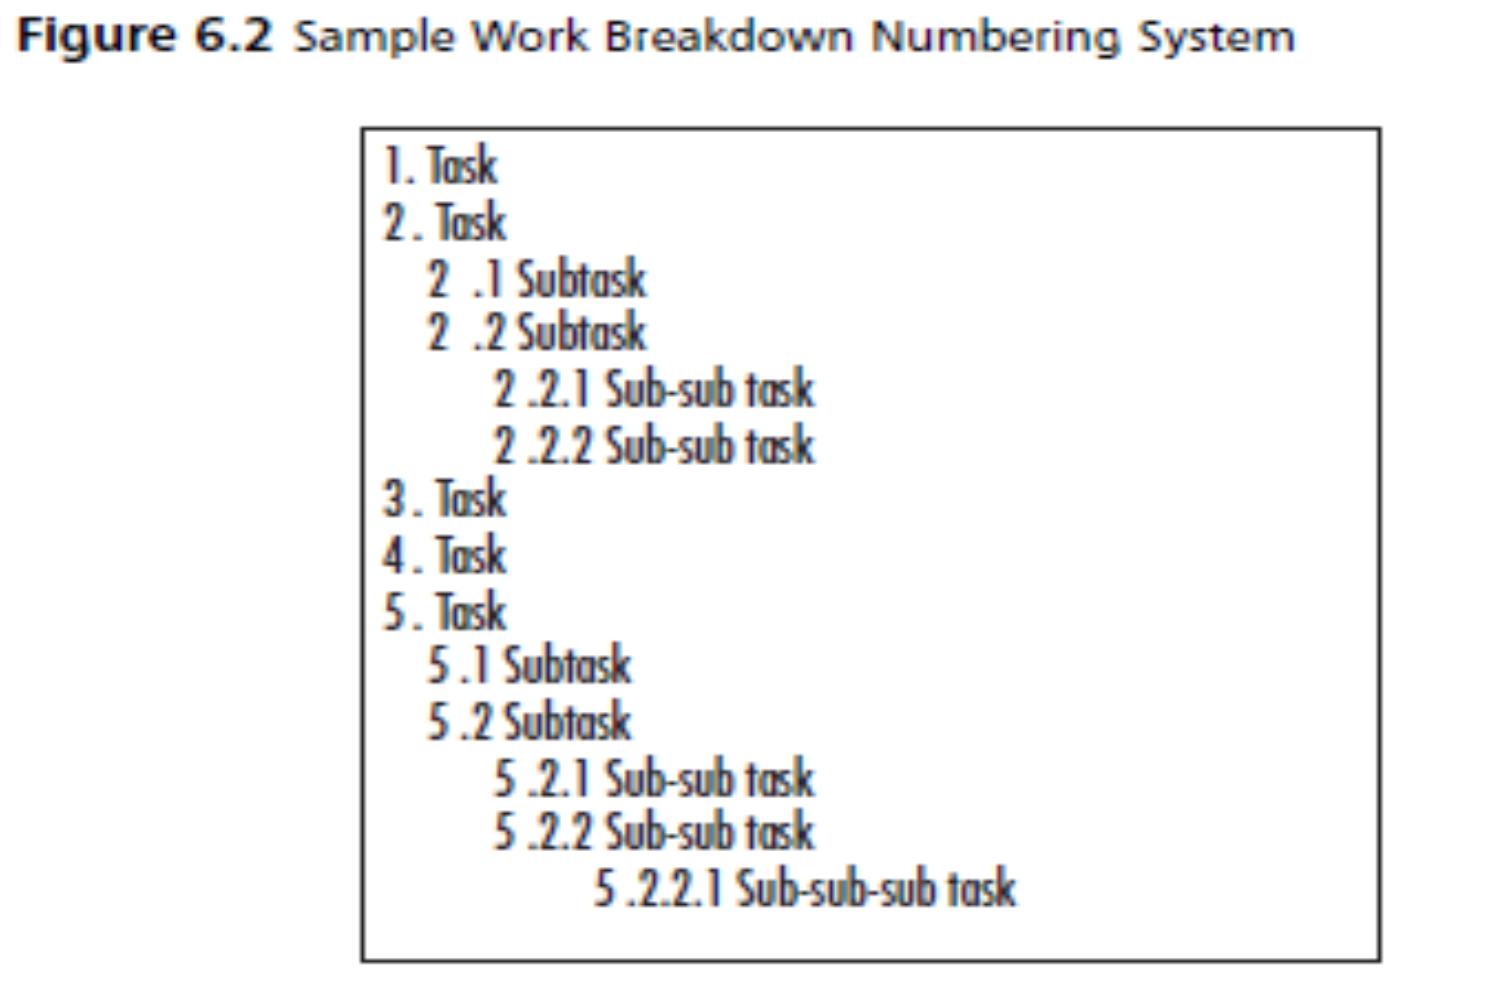 Figure 6.2 Sample Work Breakdown Numbering System
1. Task
2. Task
2 .1 Subtask
2 .2 Subtask
2 .2.1 Sub-sub task
2 .2.2 Sub-sub task
3. Task
4. Task
5. Task
5 .1 Subtask
5 .2 Subtask
5 .2.1 Sub-sub task
5 .2.2 Sub-sub task
5 .2.2.1 Sub-sub-sub task